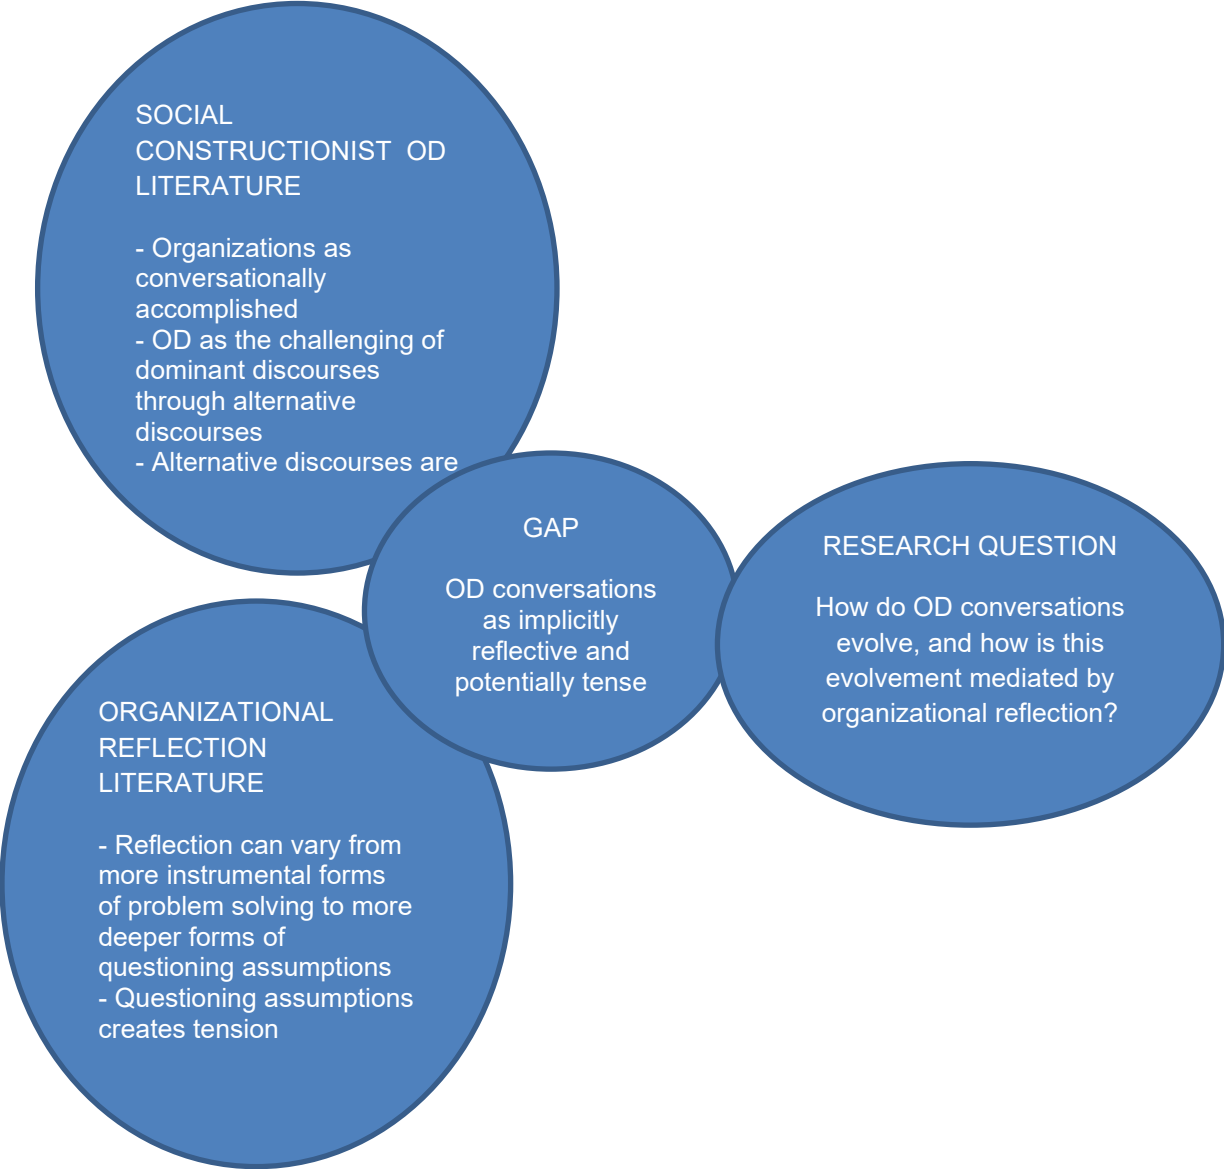 SOCIAL
CONSTRUCTIONIST OD
LITERATURE
- Organizations as
conversationally
accomplished
- OD as the challenging of
dominant discourses
through alternative
discourses
- Alternative discourses are
GAP
OD conversations
as implicitly
reflective and
potentially tense
RESEARCH QUESTION
How do OD conversations
evolve, and how is this
evolvement mediated by
organizational reflection?
ORGANIZATIONAL
REFLECTION
LITERATURE
- Reflection can vary from
more instrumental forms
of problem solving to more
deeper forms of
questioning assumptions
- Questioning assumptions
creates tension